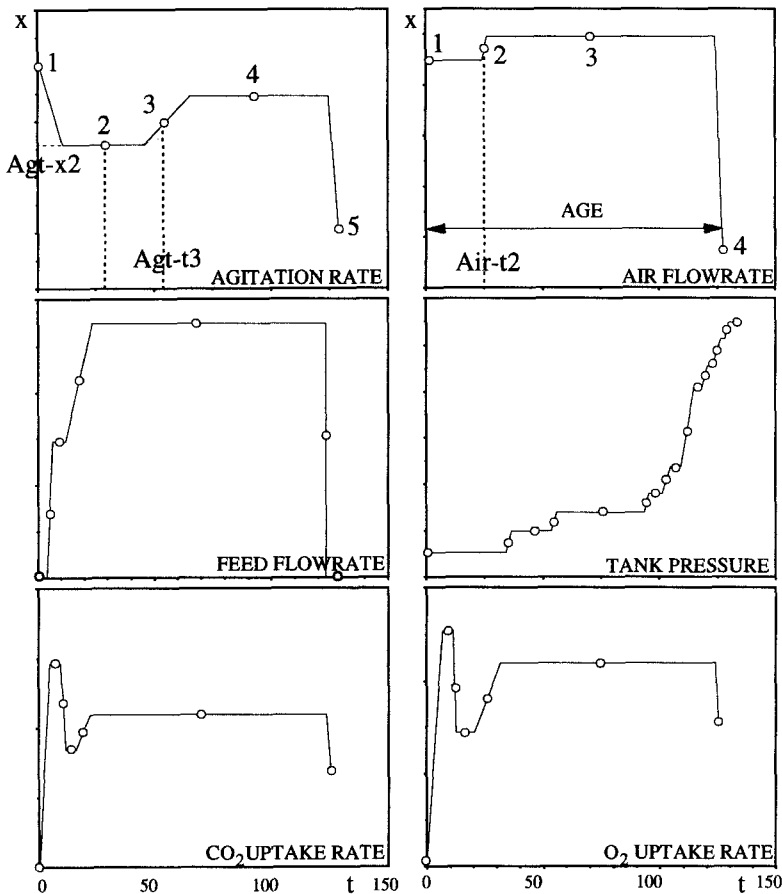 x
1
2
3
4
5
Agt-x2
Agt-t3
AGITATION RATE
x
1
2
3
4
AGE
Air-t2
AIR FLOWRATE
FEED FLOWRATE
TANK PRESSURE
CO2 UPTAKE RATE
0 50 100 t 150
O2 UPTAKE RATE
0 50 100 t 150